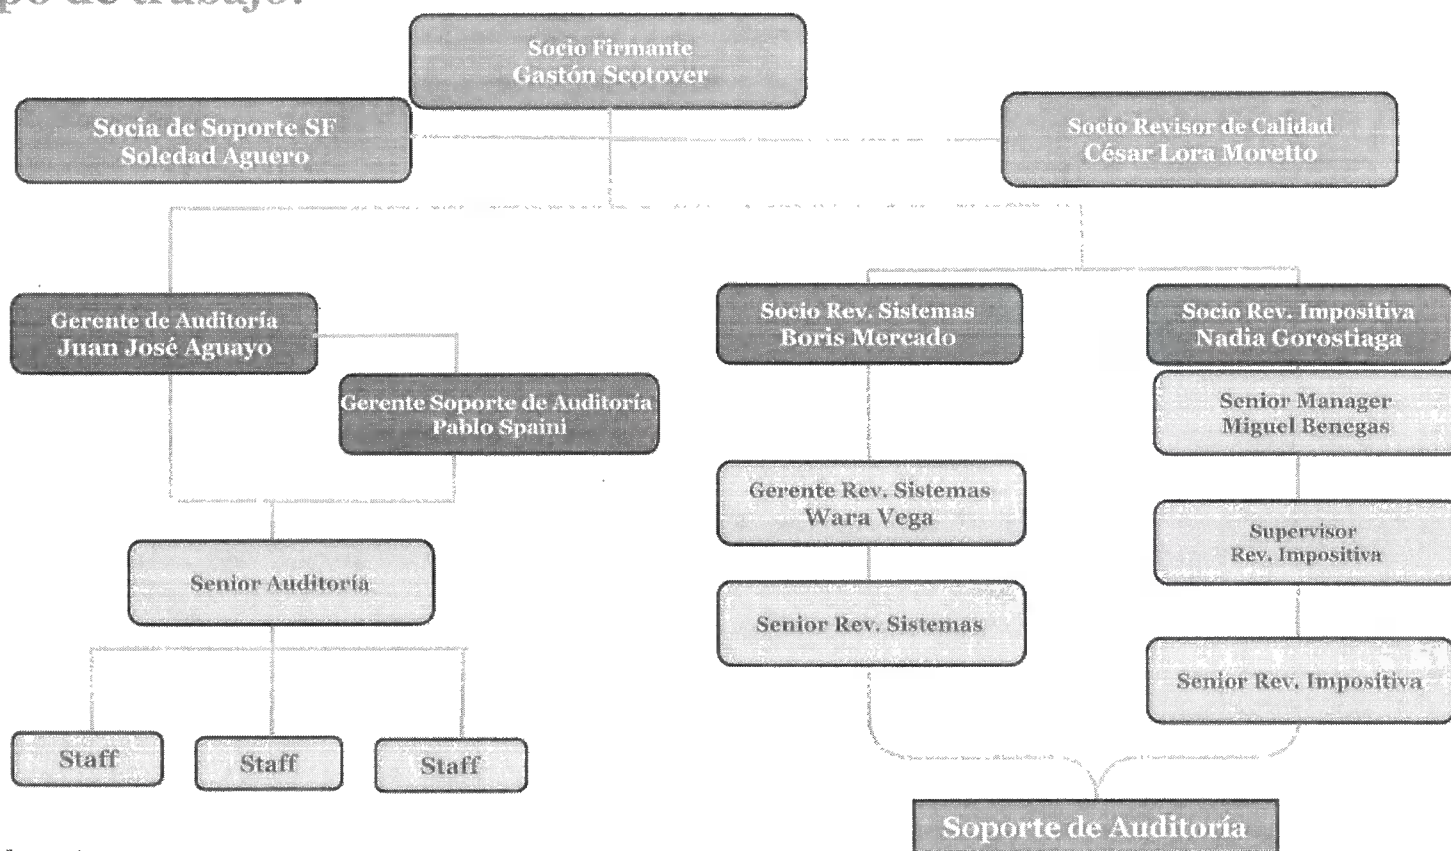 po de trabajo:
Socio Firmante
Gastón Scotover
Socia de Soporte SF
Soledad Aguero
Socio Revisor de Calidad
César Lora Moretto
Gerente de Auditoría
Juan José Aguayo
Gerente Soporte de Auditoría
Pablo Spaini
Socio Rev. Sistemas
Boris Mercado
Socio Rev. Impositiva
Nadia Gorostiaga
Senior Manager
Miguel Benegas
Gerente Rev. Sistemas
Wara Vega
Supervisor
Rev. Impositiva
Senior Auditoría
Senior Rev. Sistemas
Senior Rev. Impositiva
Staff
Staff
Staff
Soporte de Auditoría